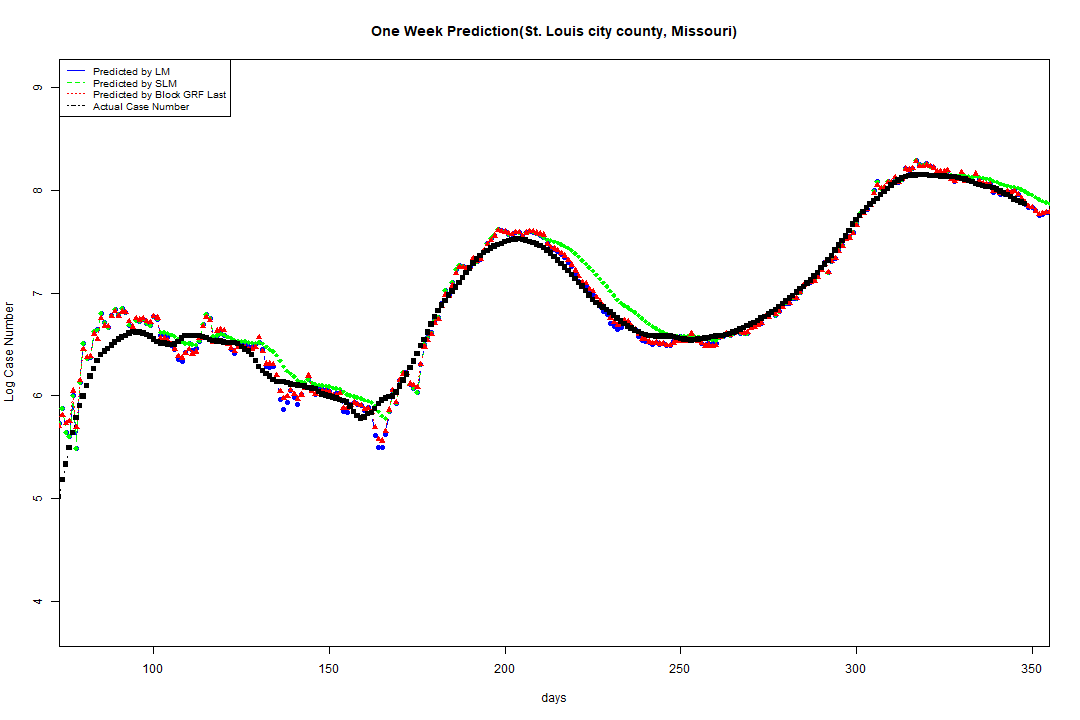 One Week Prediction(St. Louis city county, Missouri)
Predicted by LM
Predicted by SLM
Predicted by Block GRF Last
Actual Case Number
9
8
7
6
5
4
Log Case Number
100 150 200 250 300 350
days